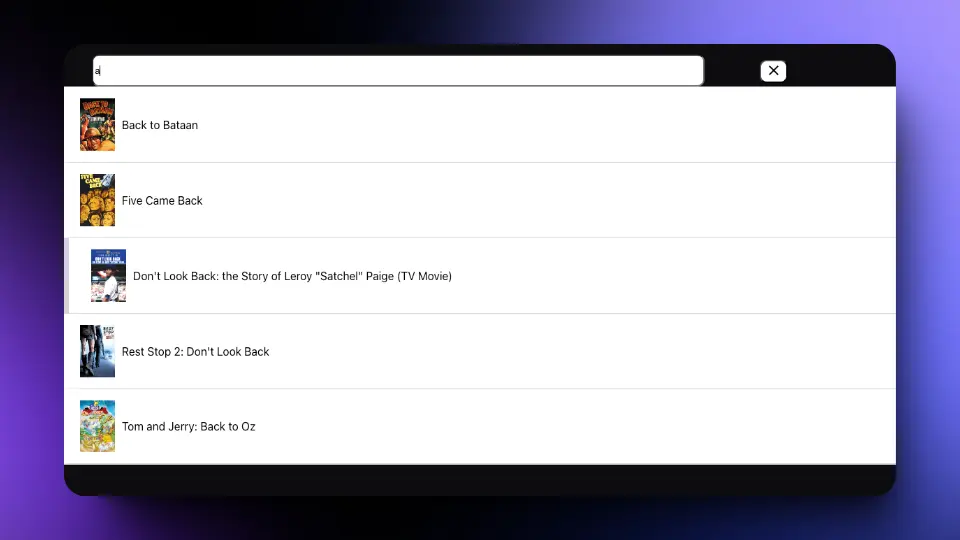 a
Back to Bataan
Five Came Back
Don't Look Back: the Story of Leroy "Satchel" Paige (TV Movie)
Rest Stop 2: Don't Look Back
Tom and Jerry: Back to Oz